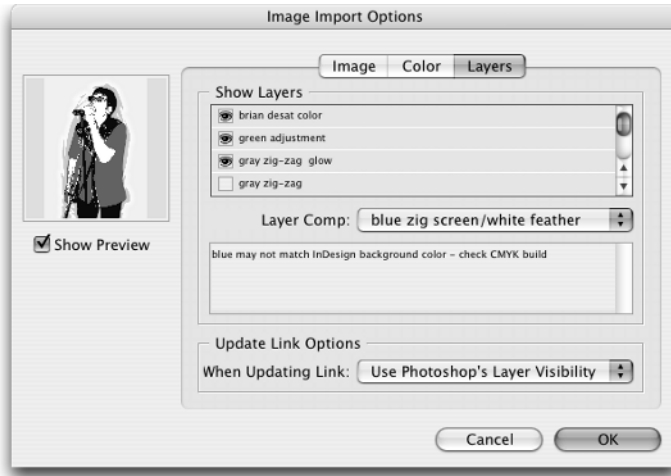 Image Import Options
Image Color Layers
Show Layers
brian desat color
green adjustment
gray zig-zag glow
gray zig-zag
Layer Comp: blue zig screen/white feather
Show Preview
blue may not match InDesign background color - check CMYK build
Update Link Options
When Updating Link: Use Photoshop's Layer Visibility
Cancel OK